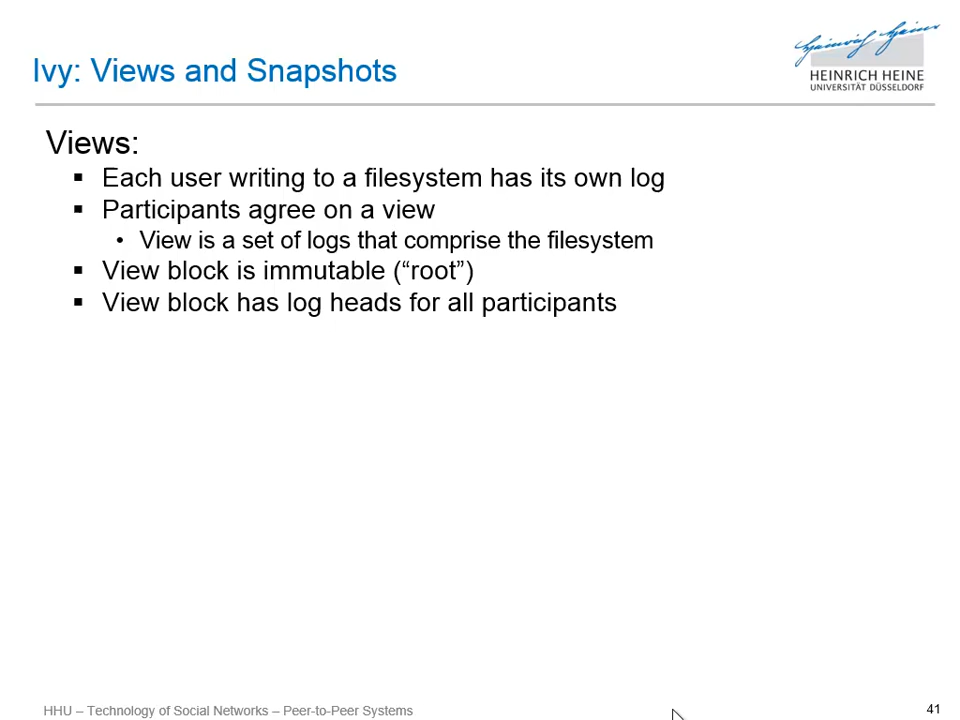 Ivy: Views and Snapshots
Heinrich Heine
HEINRICH HEINE
UNIVERSITÄT DÜSSELDORF
Views:
▪ Each user writing to a filesystem has its own log
▪ Participants agree on a view
• View is a set of logs that comprise the filesystem
▪ View block is immutable (“root”)
▪ View block has log heads for all participants
HHU – Technology of Social Networks – Peer-to-Peer Systems
41